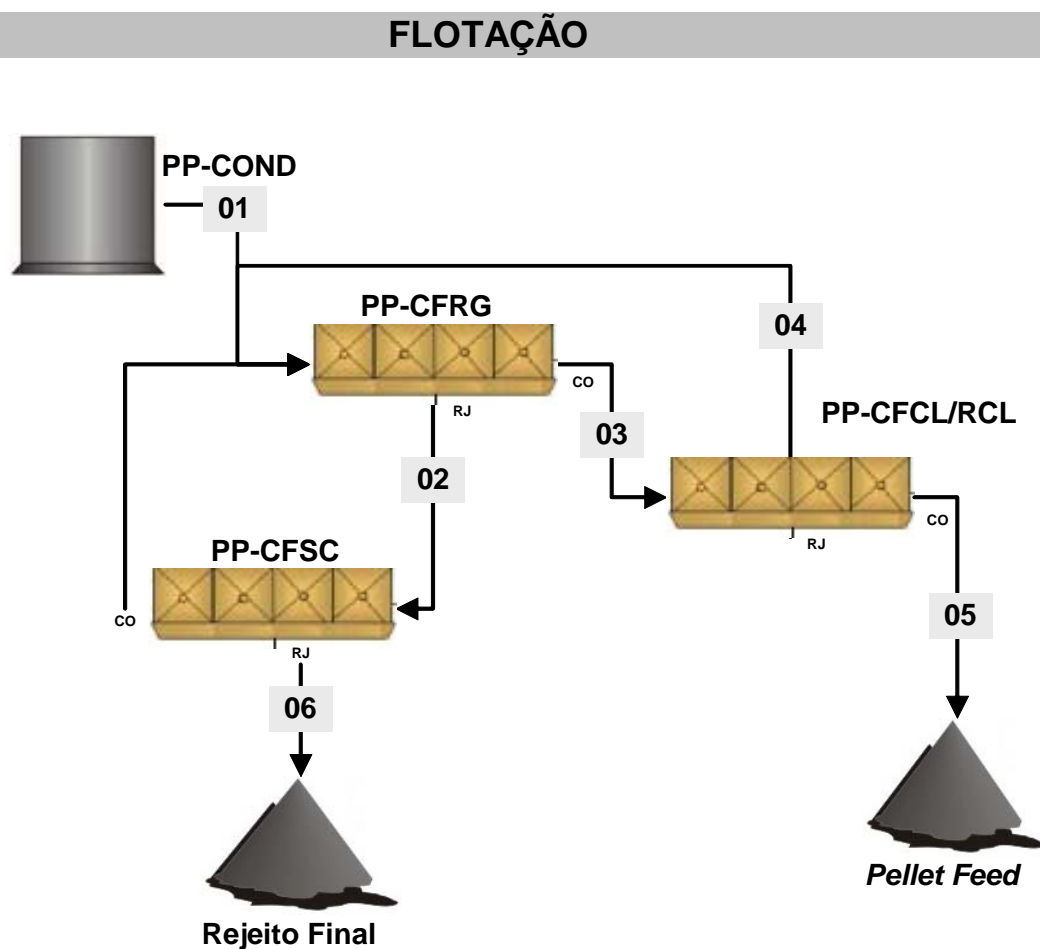 FLOTAÇÃO
PP-COND
01
PP-CFRG
04
CO
RJ
PP-CFCL/RCL
03
02
CO
RJ
PP-CFSC
CO
RJ
05
06
Pellet Feed
Rejeito Final